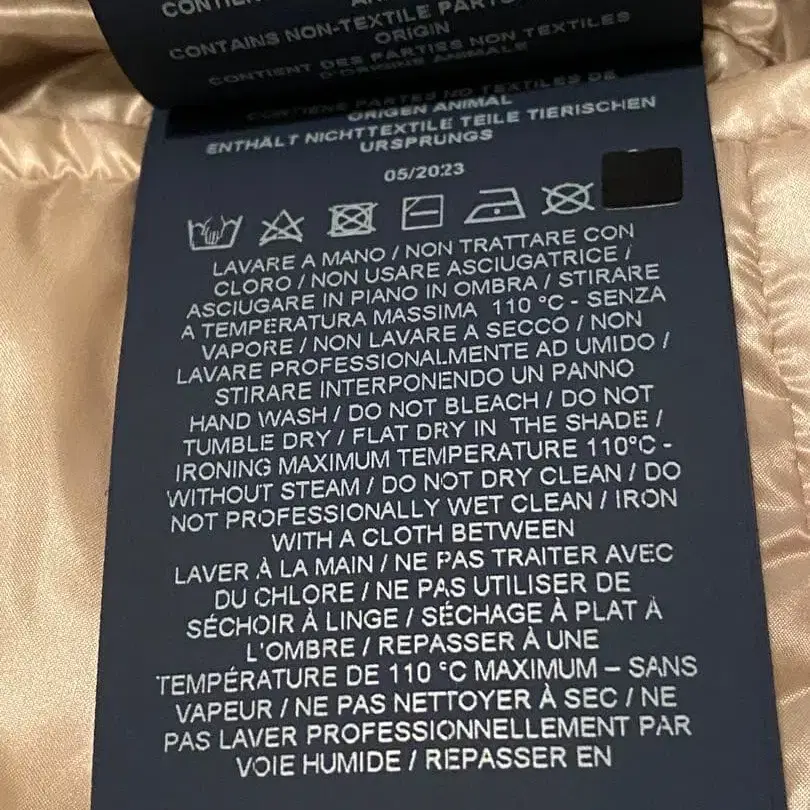 CONTIENE
CONTAINS NON-TEXTILE PARTS OF
ORIGIN
CONTIENT DES PARTIES NON TEXTILES
D'ORIGINE ANIMALE
CONTIENE PARTES NO TEXTILES DE
ORIGEN ANIMAL
ENTHÄLT NICHTTEXTILE TEILE TIERISCHEN
URSPRUNGS
05/2023
LAVARE A MANO / NON TRATTARE CON
CLORO / NON USARE ASCIUGATRICE /
ASCIUGARE IN PIANO IN OMBRA / STIRARE
A TEMPERATURA MASSIMA 110 °C - SENZA
VAPORE / NON LAVARE A SECCO / NON
LAVARE PROFESSIONALMENTE AD UMIDO /
STIRARE INTERPONENDO UN PANNO
HAND WASH / DO NOT BLEACH / DO NOT
TUMBLE DRY / FLAT DRY IN THE SHADE /
IRONING MAXIMUM TEMPERATURE 110°C -
WITHOUT STEAM / DO NOT DRY CLEAN / DO
NOT PROFESSIONALLY WET CLEAN / IRON
WITH A CLOTH BETWEEN
LAVER À LA MAIN / NE PAS TRAITER AVEC
DU CHLORE / NE PAS UTILISER DE
SÉCHOIR À LINGE / SÉCHAGE À PLAT À
L'OMBRE / REPASSER À UNE
TEMPÉRATURE DE 110 °C MAXIMUM – SANS
VAPEUR / NE PAS NETTOYER À SEC / NE
PAS LAVER PROFESSIONNELLEMENT PAR
VOIE HUMIDE / REPASSER EN